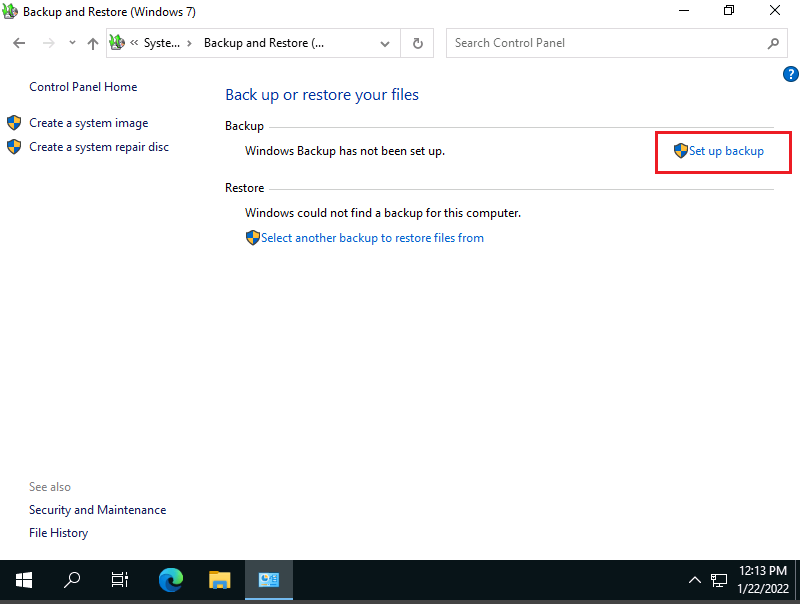 Backup and Restore (Windows 7)
« Syste... › Backup and Restore (...
Search Control Panel
?
Control Panel Home
Create a system image
Create a system repair disc
Back up or restore your files
Backup
Windows Backup has not been set up.
Set up backup
Restore
Windows could not find a backup for this computer.
Select another backup to restore files from
See also
Security and Maintenance
File History
12:13 PM
1/22/2022